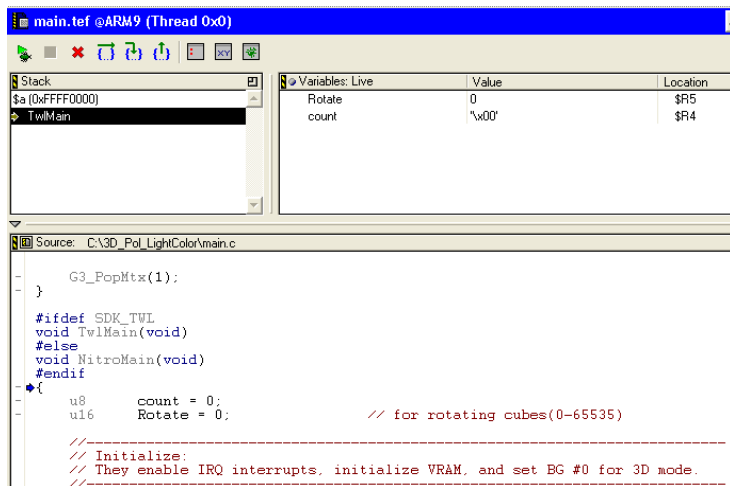 main.tef @ARM9 (Thread 0x0)
XY
Stack
Variables: Live Value Location
$a (0xFFFF0000)
Rotate 0 $R5
TwlMain
count '\x00' $R4
Source: C:\3D_Pol_LightColor\main.c
G3_PopMtx(1);
}
#ifdef SDK_TWL
void TwlMain(void)
#else
void NitroMain(void)
#endif
{
u8 count = 0;
u16 Rotate = 0; // for rotating cubes(0-65535)
//---------------------------------------------------------------------------
// Initialize:
// They enable IRQ interrupts, initialize VRAM, and set BG #0 for 3D mode.
//---------------------------------------------------------------------------